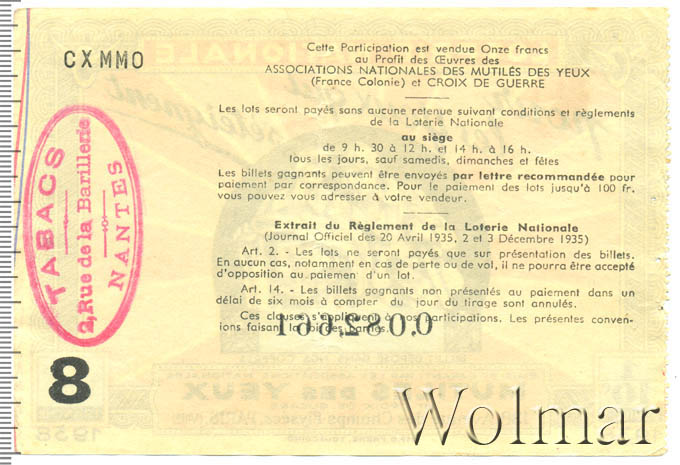 CXMMO
Cette Participation est vendue Onze francs
au Profit des Œuvres des
ASSOCIATIONS NATIONALES DES MUTILÉS DES YEUX
(France Colonie) et CROIX DE GUERRE
Les lots seront payés sans aucune retenue suivant conditions et règlements
de la Loterie Nationale
au siège
de 9 h. 30 à 12 h. et 14 h. à 16 h.
tous les jours, sauf samedis, dimanches et fêtes
Les billets gagnants peuvent être envoyés par lettre recommandée pour
paiement par correspondance. Pour le paiement des lots jusqu'à 100 fr.
vous pouvez vous adresser à votre vendeur.
Extrait du Règlement de la Loterie Nationale
(Journal Officiel des 20 Avril 1935, 2 et 3 Décembre 1935)
Art. 2. - Les lots ne seront payés que sur présentation des billets.
En aucun cas, notamment en cas de perte ou de vol, il ne pourra être accepté
d'opposition au paiemen d'un lot.
Art. 14. - Les billets gagnants non présentés au paiement dans un
délai de six mois à compter du jour du tirage sont annulés.
Ces clauses s'appliquent à nos participations. Les présentes conven-
ions faisant la loi des parties.
TABACS
2, Rue de la Barillerie
NANTES
8
MUTILÉS DES YEUX
1938
Wolmar